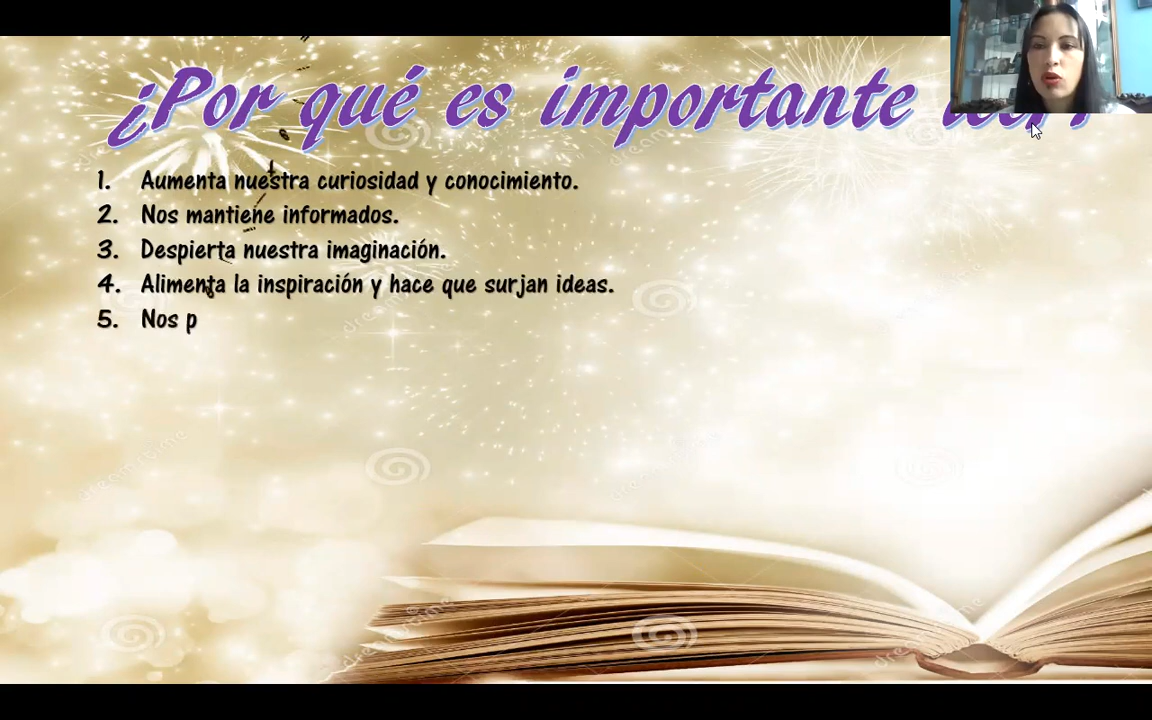 ¿Por qué es importante
1. Aumenta nuestra curiosidad y conocimiento.
2. Nos mantiene informados.
3. Despierta nuestra imaginación.
4. Alimenta la inspiración y hace que surjan ideas.
5. Nos p